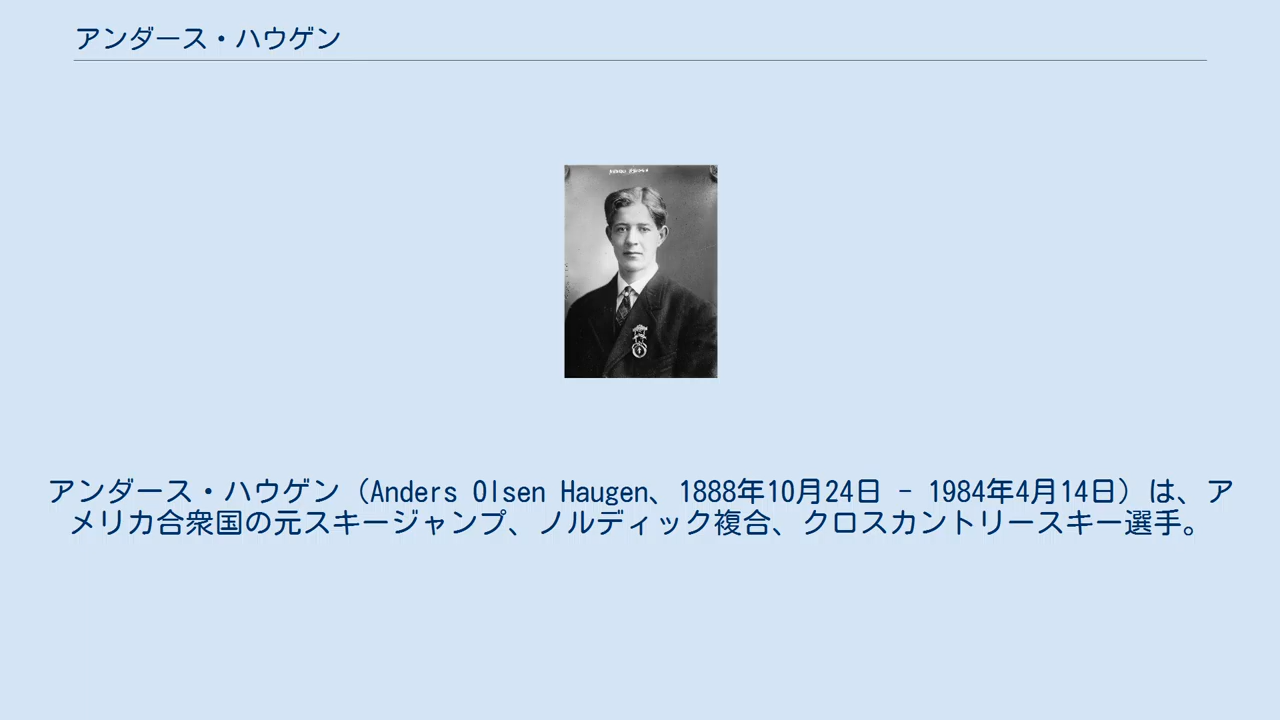 アンダース・ハウゲン
アンダース・ハウゲン（Anders Olsen Haugen、1888年10月24日 - 1984年4月14日）は、ア
メリカ合衆国の元スキージャンプ、ノルディック複合、クロスカントリースキー選手。